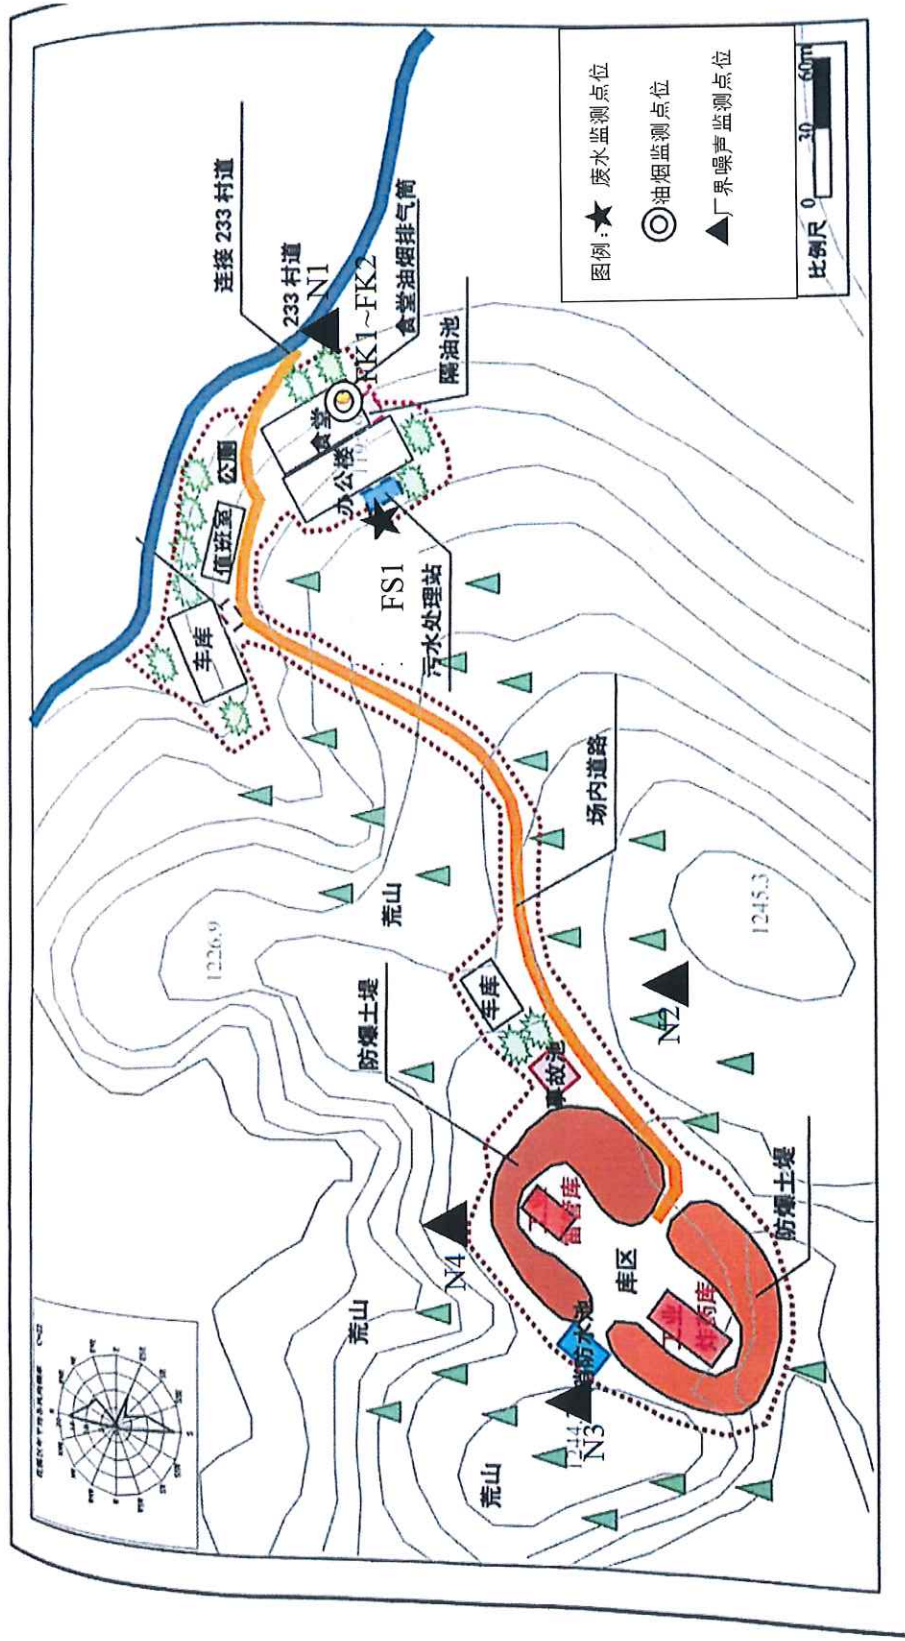 连接 233 村道
233 村道
N1
FK1~FK2
食堂油烟排气筒
隔油池
食堂
办公楼
公厕
值班室
车库
FS1
污水处理站
场内道路
荒山
1226.9
1245.3
防爆土堤
车库
事故池
N2
工业
雷管库
库区
工业
炸药库
消防水池
防爆土堤
N4
荒山
N3
荒山
图例:
废水监测点位
油烟监测点位
厂界噪声监测点位
比例尺
0 30 60m